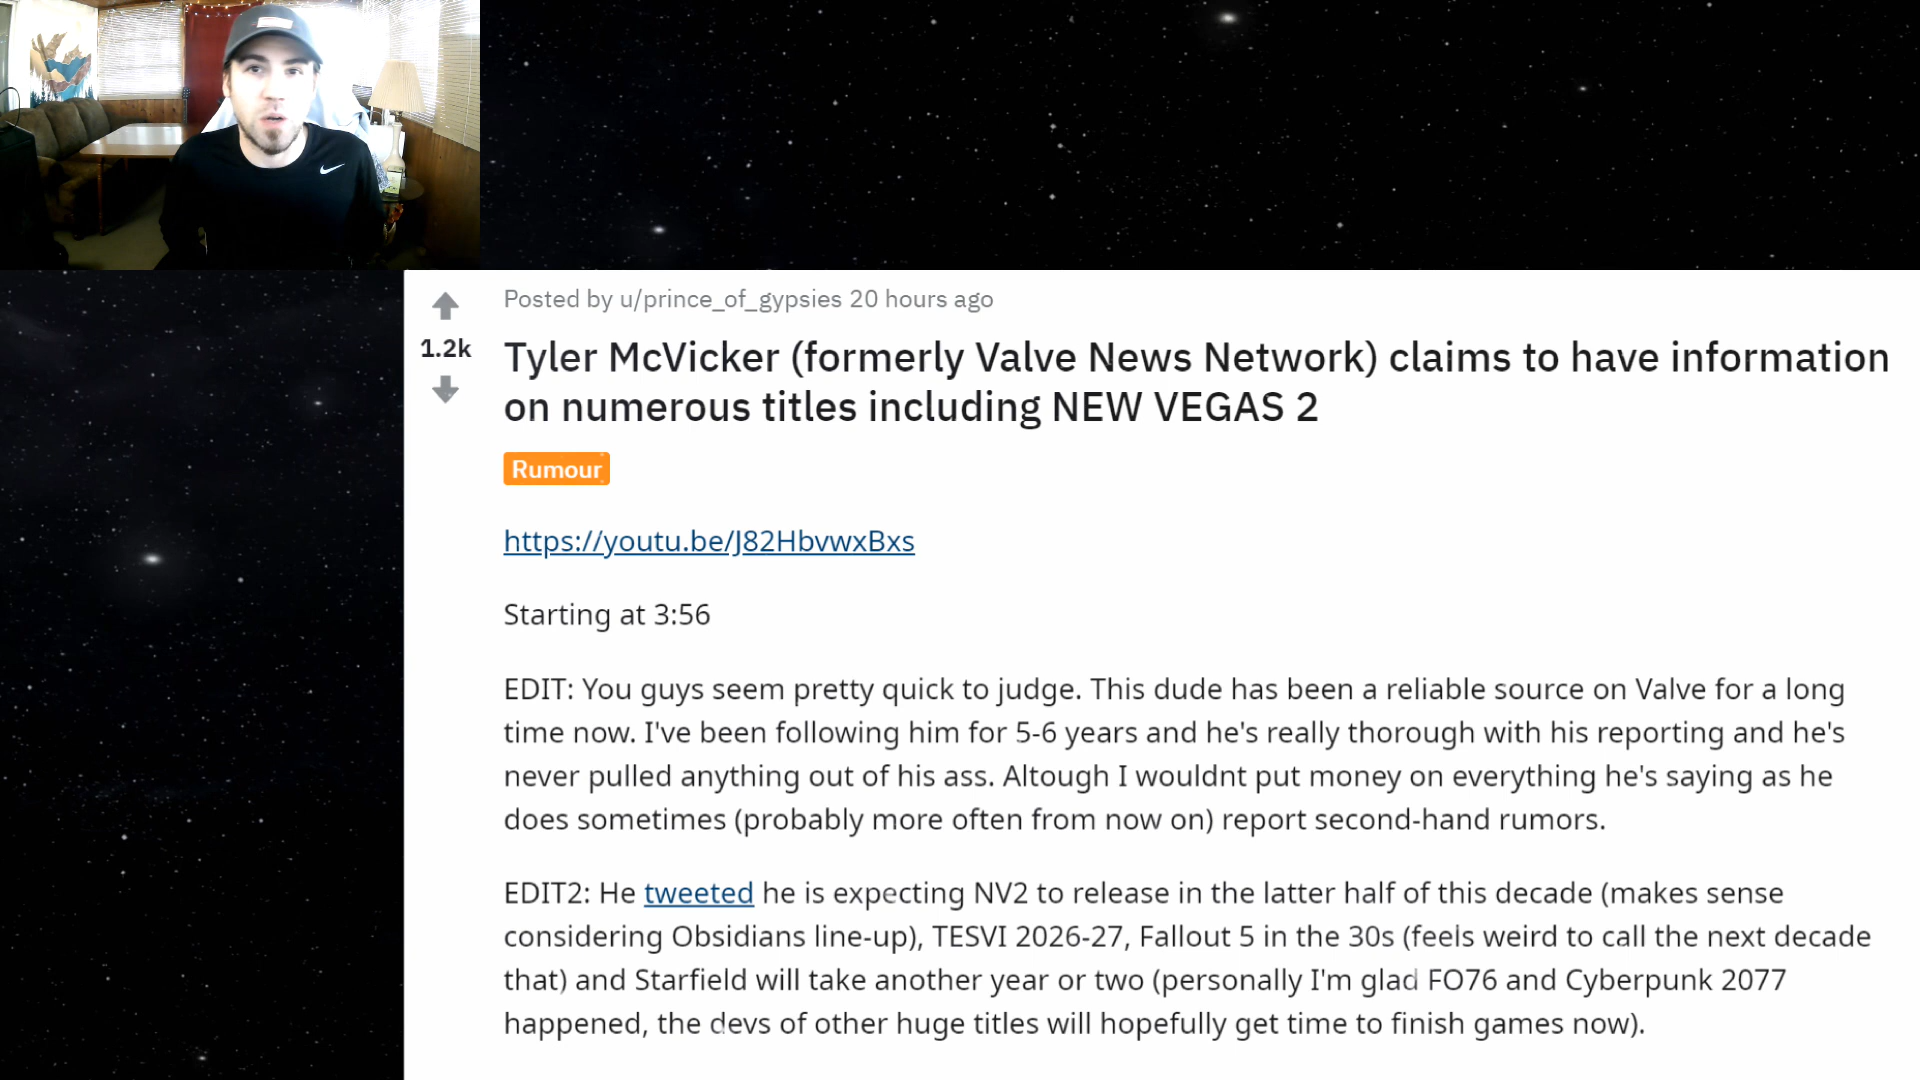 Posted by u/prince_of_gypsies 20 hours ago
1.2k
Tyler McVicker (formerly Valve News Network) claims to have information
on numerous titles including NEW VEGAS 2
Rumour
https://youtu.be/J82HbvwxBxs
Starting at 3:56
EDIT: You guys seem pretty quick to judge. This dude has been a reliable source on Valve for a long
time now. I've been following him for 5-6 years and he's really thorough with his reporting and he's
never pulled anything out of his ass. Altough I wouldnt put money on everything he's saying as he
does sometimes (probably more often from now on) report second-hand rumors.
EDIT2: He tweeted he is expecting NV2 to release in the latter half of this decade (makes sense
considering Obsidians line-up), TESVI 2026-27, Fallout 5 in the 30s (feels weird to call the next decade
that) and Starfield will take another year or two (personally I'm glad FO76 and Cyberpunk 2077
happened, the devs of other huge titles will hopefully get time to finish games now).